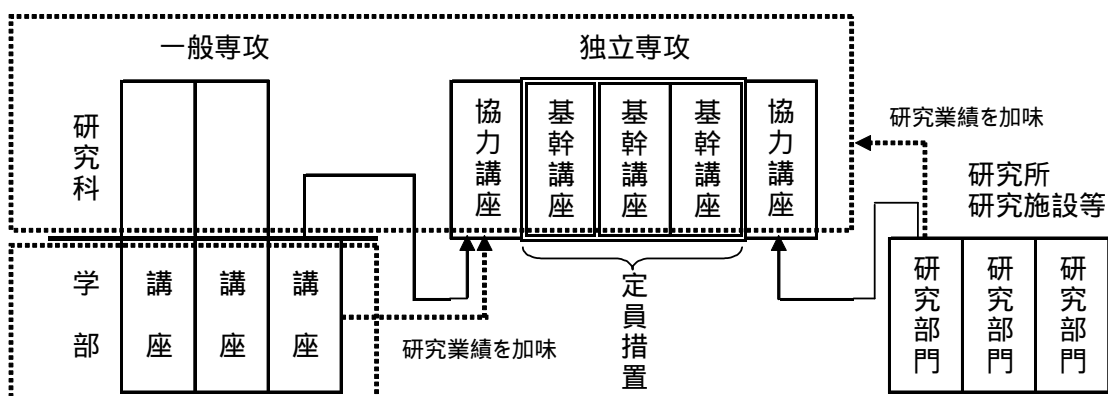 一般専攻
独立専攻
研究科
協力講座
基幹講座
基幹講座
基幹講座
協力講座
研究業績を加味
研究所
研究施設等
学部
講座
講座
講座
研究業績を加味
定員措置
研究部門
研究部門
研究部門